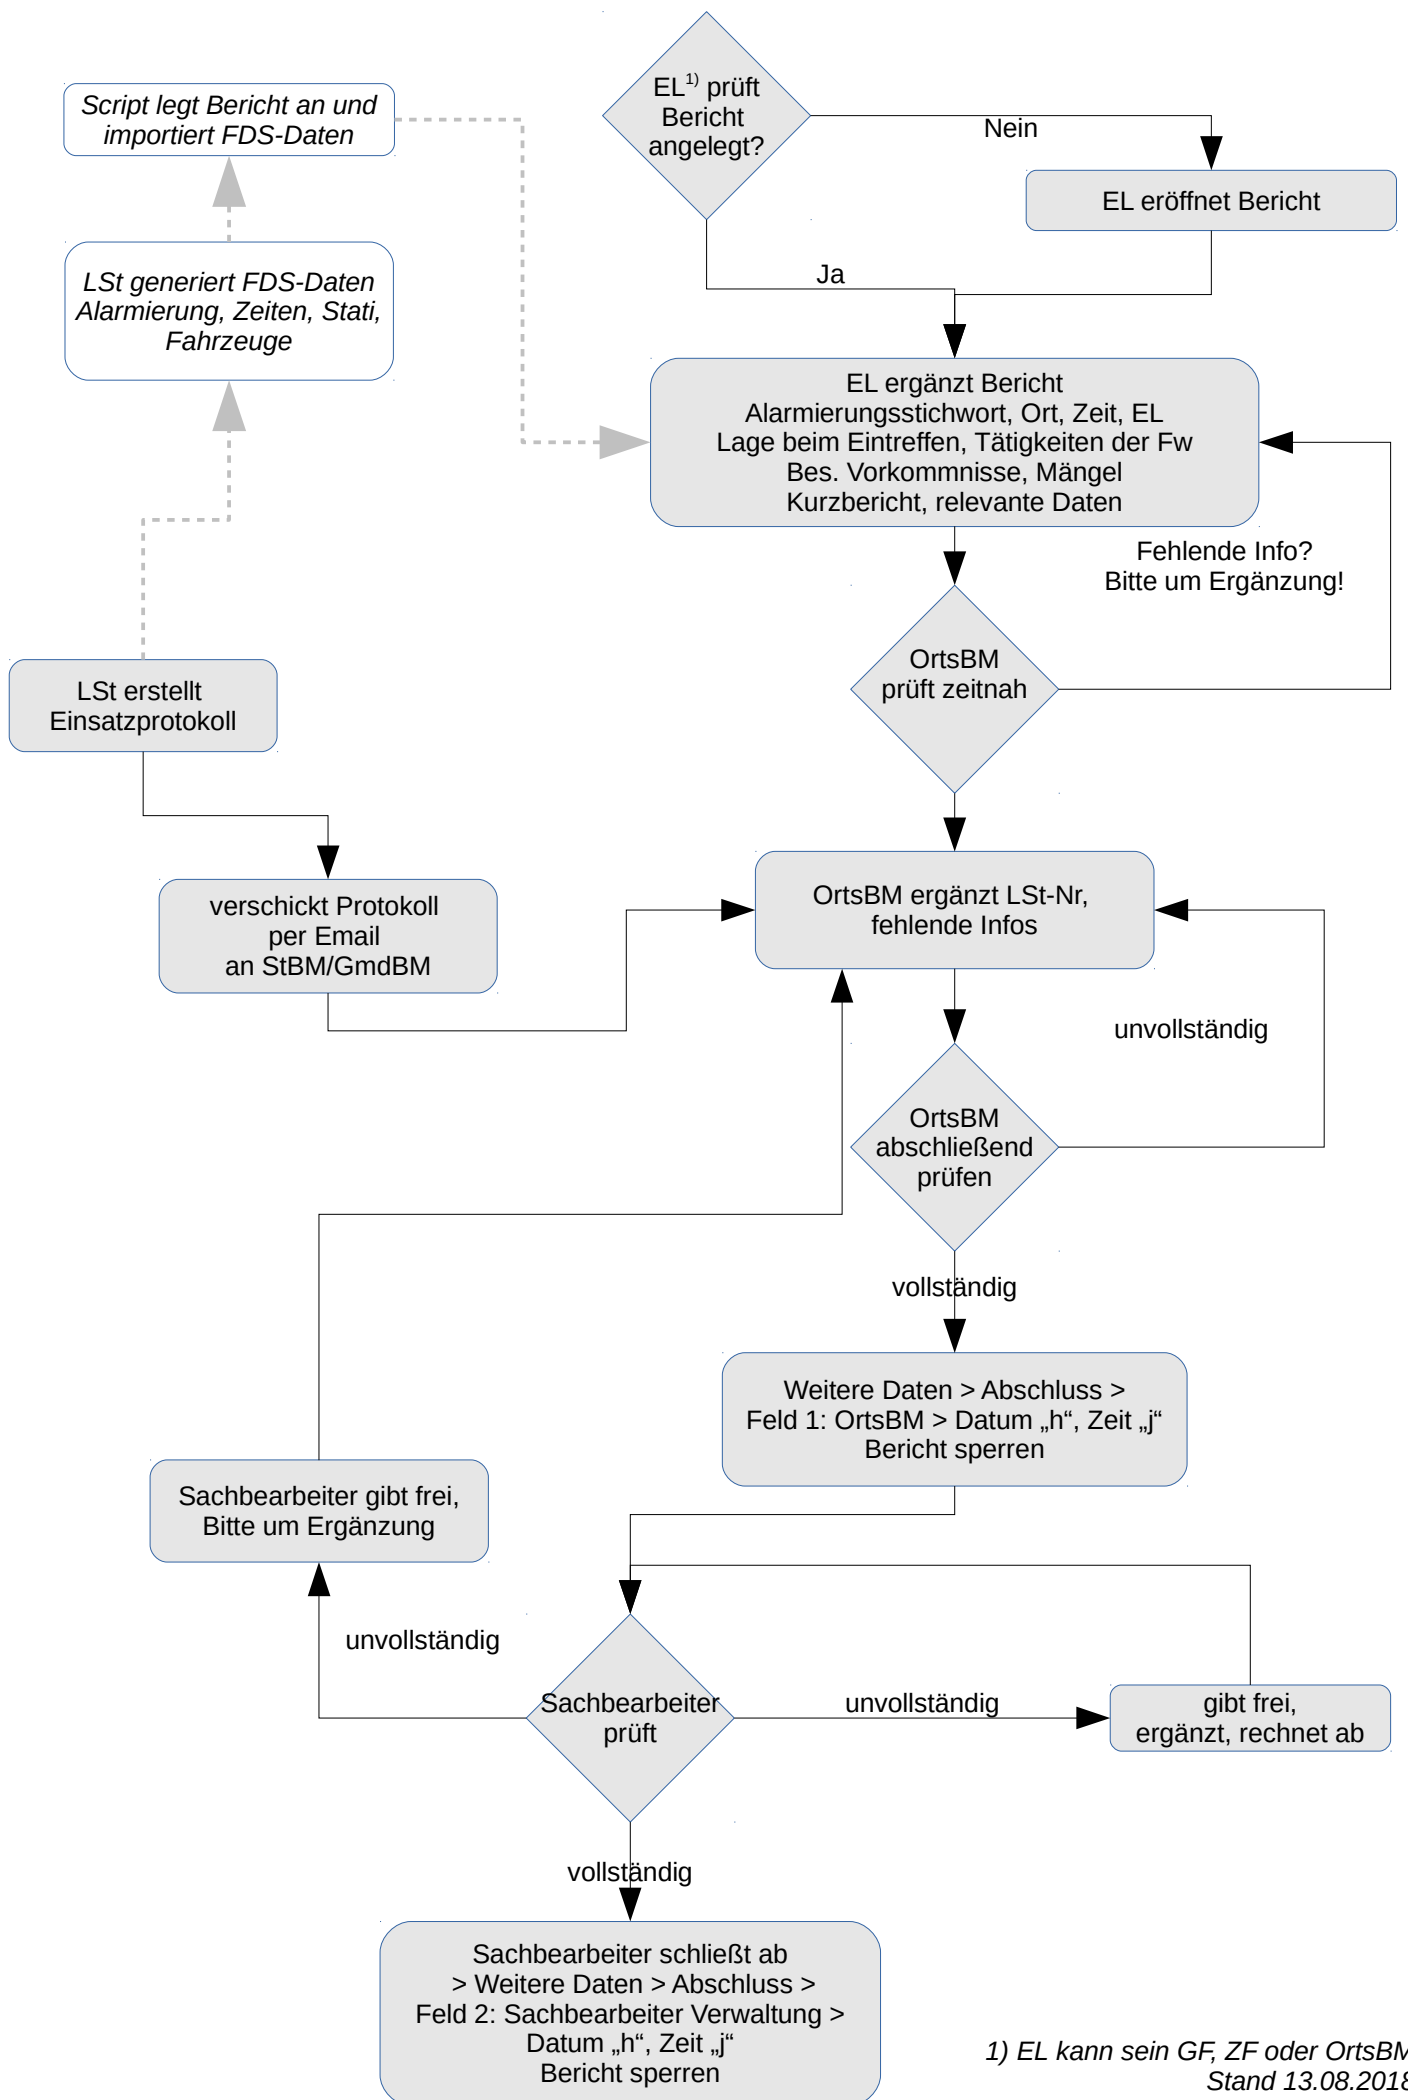 EL1) prüft
Bericht
angelegt?
Nein
Script legt Bericht an und
importiert FDS-Daten
EL eröffnet Bericht
Ja
LSt generiert FDS-Daten
Alarmierung, Zeiten, Stati,
Fahrzeuge
EL ergänzt Bericht
Alarmierungsstichwort, Ort, Zeit, EL
Lage beim Eintreffen, Tätigkeiten der Fw
Bes. Vorkommnisse, Mängel
Kurzbericht, relevante Daten
Fehlende Info?
Bitte um Ergänzung!
OrtsBM
prüft zeitnah
LSt erstellt
Einsatzprotokoll
verschickt Protokoll
per Email
an StBM/GmdBM
OrtsBM ergänzt LSt-Nr,
fehlende Infos
unvollständig
OrtsBM
abschließend
prüfen
vollständig
Weitere Daten > Abschluss >
Feld 1: OrtsBM > Datum „h“, Zeit „j“
Bericht sperren
Sachbearbeiter gibt frei,
Bitte um Ergänzung
unvollständig
Sachbearbeiter
prüft
unvollständig
gibt frei,
ergänzt, rechnet ab
vollständig
Sachbearbeiter schließt ab
> Weitere Daten > Abschluss >
Feld 2: Sachbearbeiter Verwaltung >
Datum „h“, Zeit „j“
Bericht sperren
1) EL kann sein GF, ZF oder OrtsBM
Stand 13.08.2018